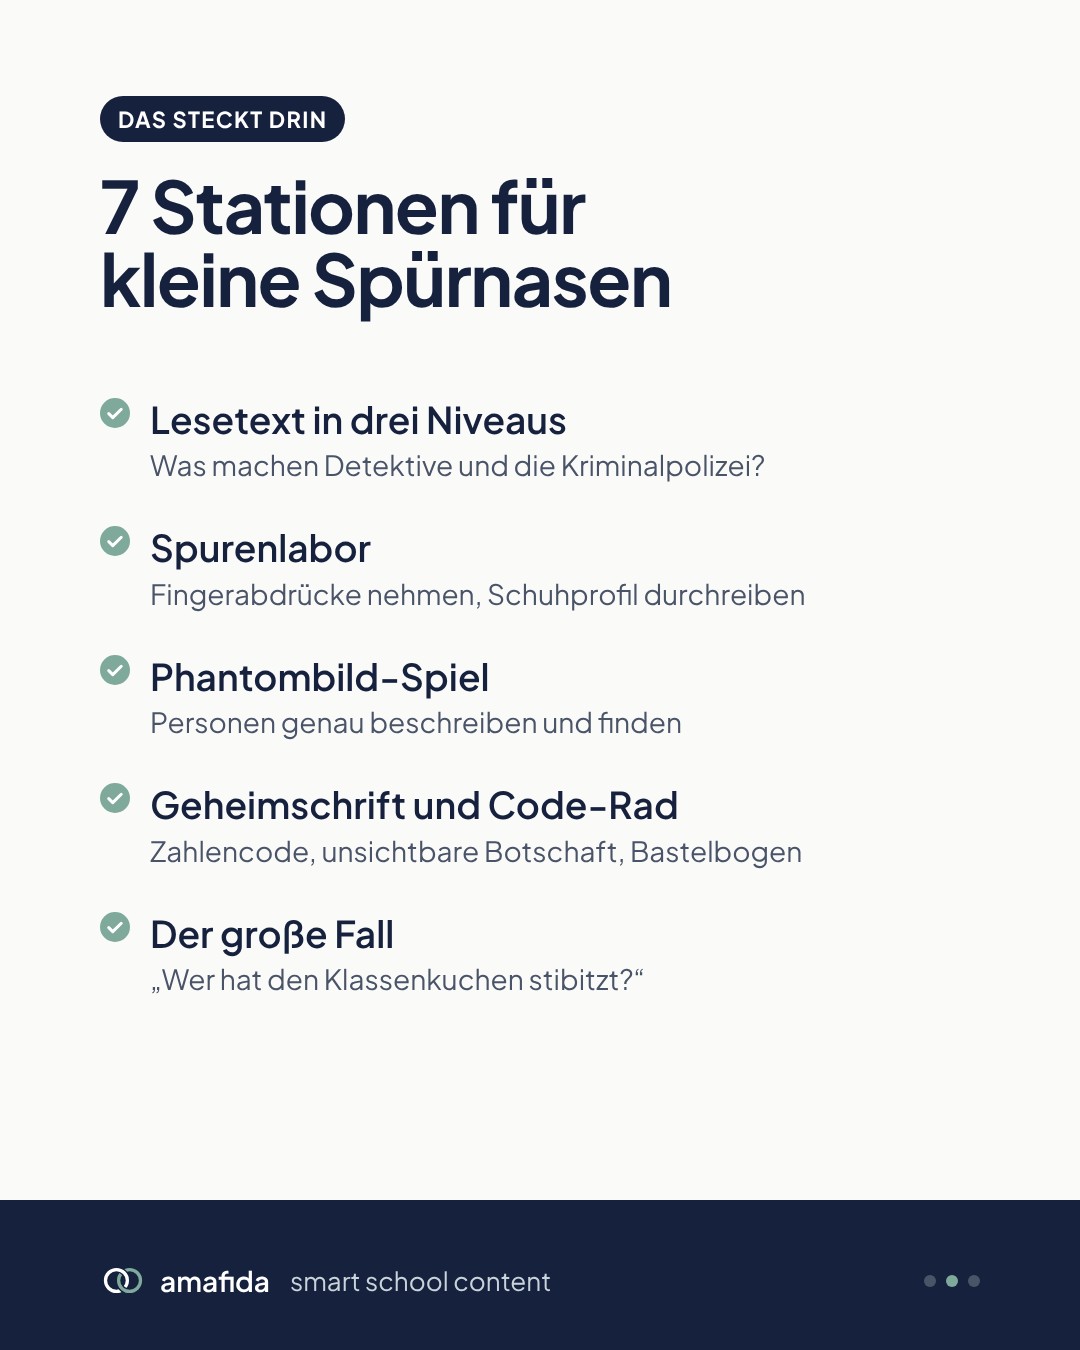 DAS STECKT DRIN
7 Stationen für
kleine Spürnasen
Lesetext in drei Niveaus
Was machen Detektive und die Kriminalpolizei?
Spurenlabor
Fingerabdrücke nehmen, Schuhprofil durchreiben
Phantombild-Spiel
Personen genau beschreiben und finden
Geheimschrift und Code-Rad
Zahlencode, unsichtbare Botschaft, Bastelbogen
Der große Fall
„Wer hat den Klassenkuchen stibitzt?“
amafida smart school content